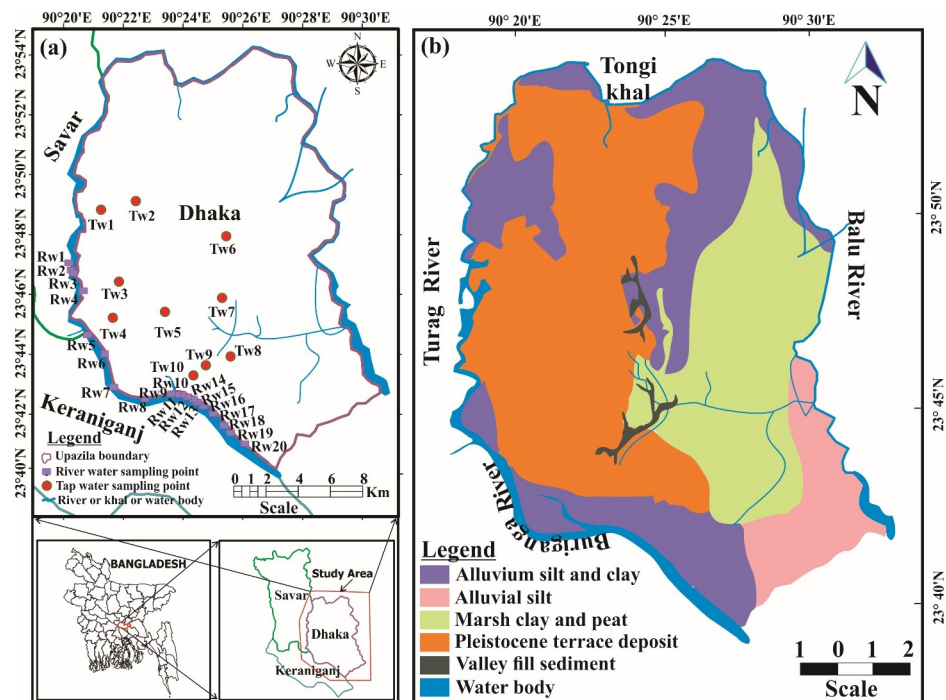 90°20'E 90°22'E 90°24'E 90°26'E 90°28'E 90°30'E
(a)
N
W E
S
23°54'N
23°52'N
23°50'N
23°48'N
23°46'N
23°44'N
23°42'N
23°40'N
Savar
Dhaka
Tw1
Tw2
Tw6
Rw1
Rw2
Rw3
Rw4
Tw3
Tw7
Tw4
Tw5
Rw5
Rw6
Tw9
Tw8
Tw10
Rw7
Rw8
Rw9
Rw10
Rw11
Rw12
Rw13
Rw14
Rw15
Rw16
Rw17
Rw18
Rw19
Rw20
Keraniganj
Legend
Upazila boundary
River water sampling point
Tap water sampling point
River or khal or water body
0 1 2 4 6 8
Km
Scale
BANGLADESH
Study Area
Savar
Dhaka
Keraniganj
90° 20'E 90° 25'E 90° 30'E
(b)
Tongi
khal
N
23° 50'N
23° 45'N
23° 40'N
Turag River
Balu River
Buriganga River
Legend
Alluvium silt and clay
Alluvial silt
Marsh clay and peat
Pleistocene terrace deposit
Valley fill sediment
Water body
1 0 1 2
Scale